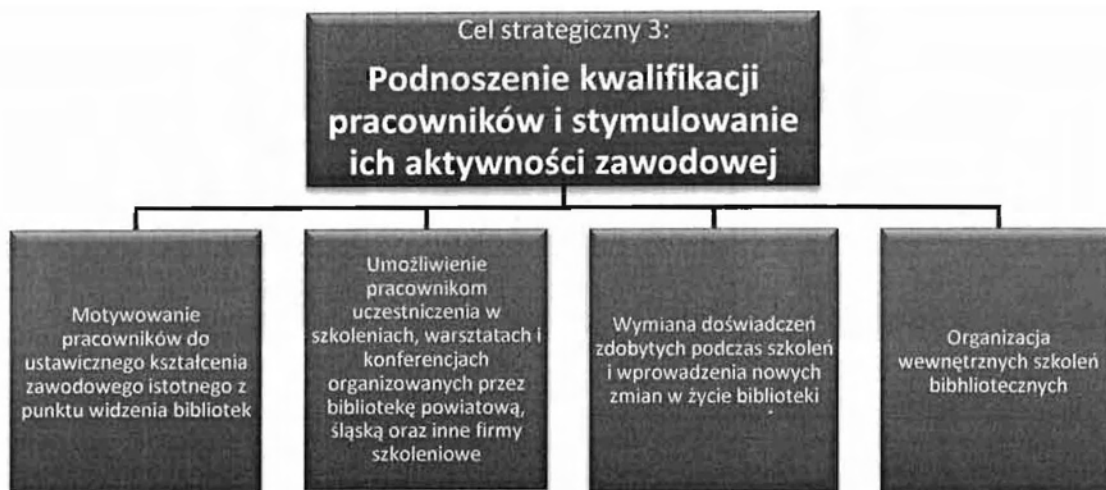 Cel strategiczny 3:
Podnoszenie kwalifikacji
pracowników i stymulowanie
ich aktywności zawodowej
Motywowanie
pracowników do
ustawicznego kształcenia
zawodowego istotnego z
punktu widzenia bibliotek
Umożliwienie
pracownikom
uczestniczenia w
szkoleniach, warsztatach i
konferencjach
organizowanych przez
bibliotekę powiatową,
śląską oraz inne firmy
szkoleniowe
Wymiana doświadczeń
zdobytych podczas szkoleń
i wprowadzenia nowych
zmian w życie biblioteki
Organizacja
wewnętrznych szkoleń
bibhliotecznych